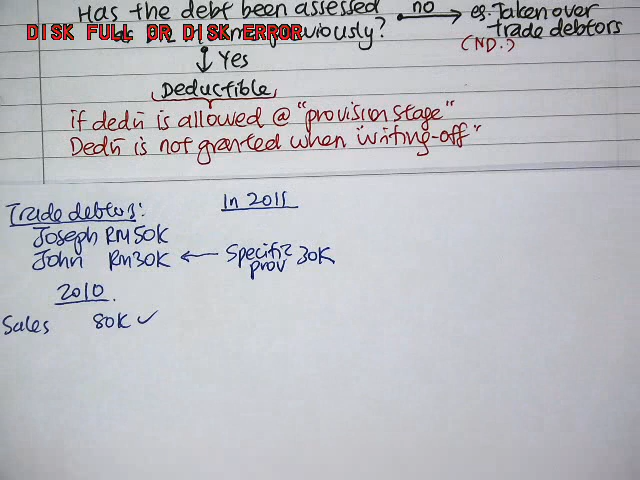 Has the debt been assessed no → eg. Taken over
previously? trade debtors
(ND.)
DISK FULL OR DISK ERROR
↓ Yes
Deductible
if dedn̄ is allowed @ "provision stage"
Dedn̄ is not granted when writing-off"
Trade debtors: In 2011
Joseph RM50K
John RM30K ← Specific prov 30K
2010
Sales 80K ✓